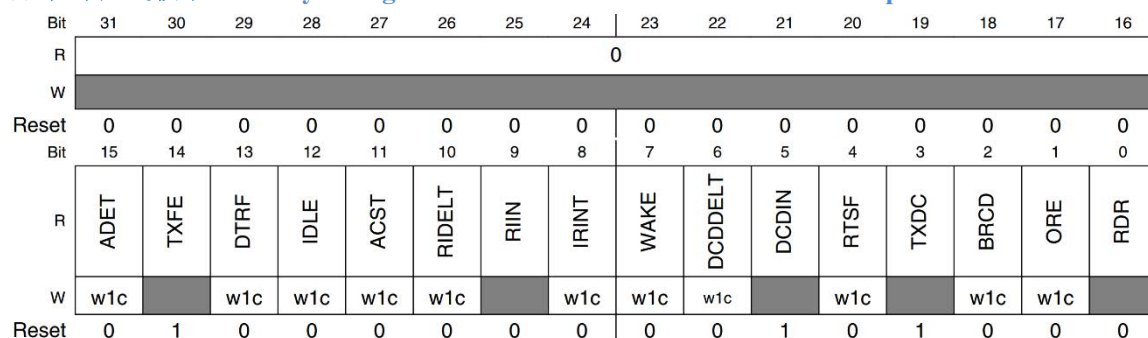 Bit 31 30 29 28 27 26 25 24 23 22 21 20 19 18 17 16
R 0
W
Reset 0 0 0 0 0 0 0 0 0 0 0 0 0 0 0 0
Bit 15 14 13 12 11 10 9 8 7 6 5 4 3 2 1 0
R ADET TXFE DTRF IDLE ACST RIDELT RIIN IRINT WAKE DCDDELT DCDIN RTSF TXDC BRCD ORE RDR
W w1c w1c w1c w1c w1c w1c w1c w1c w1c w1c w1c
Reset 0 1 0 0 0 0 0 0 0 0 1 0 1 0 0 0